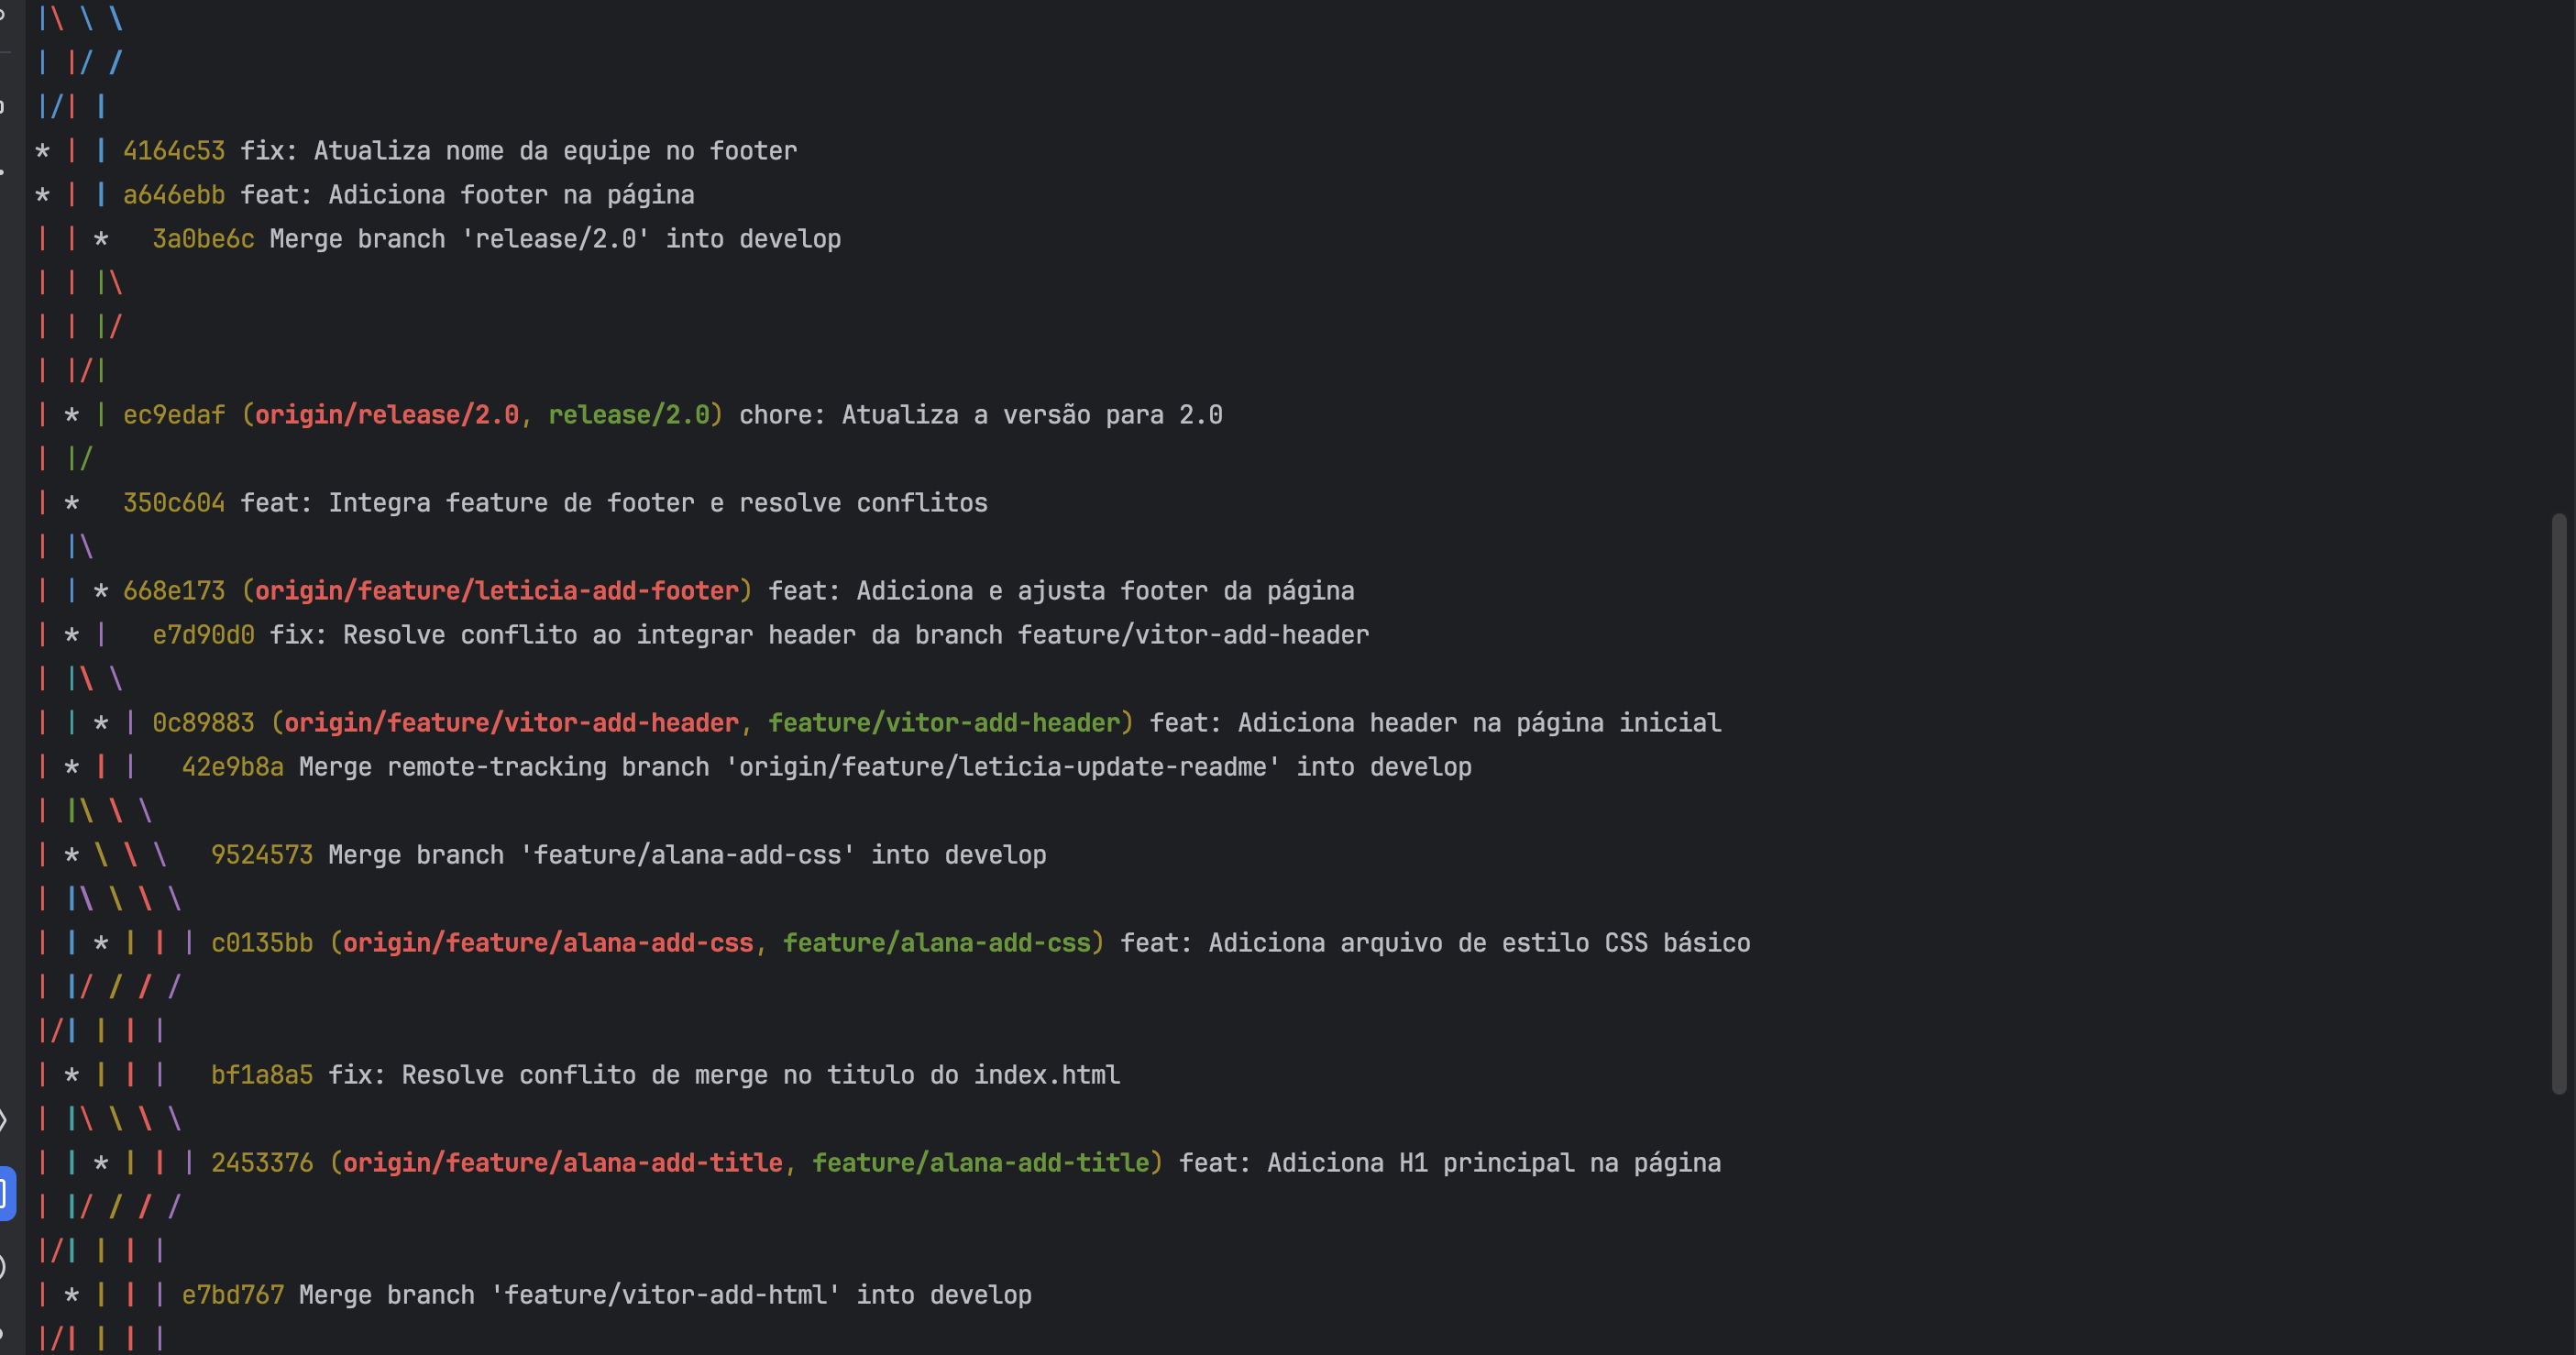 |\ \ \
| |/ /
|/| |
* | | 4164c53 fix: Atualiza nome da equipe no footer
* | | a646ebb feat: Adiciona footer na página
| | *   3a0be6c Merge branch 'release/2.0' into develop
| | |\
| | |/
| |/|
| * | ec9edaf (origin/release/2.0, release/2.0) chore: Atualiza a versão para 2.0
| |/
| *   350c604 feat: Integra feature de footer e resolve conflitos
| |\
| | * 668e173 (origin/feature/leticia-add-footer) feat: Adiciona e ajusta footer da página
| * |   e7d90d0 fix: Resolve conflito ao integrar header da branch feature/vitor-add-header
| |\ \
| | * | 0c89883 (origin/feature/vitor-add-header, feature/vitor-add-header) feat: Adiciona header na página inicial
| * | |   42e9b8a Merge remote-tracking branch 'origin/feature/leticia-update-readme' into develop
| |\ \ \
| * \ \ \   9524573 Merge branch 'feature/alana-add-css' into develop
| |\ \ \ \
| | * | | | c0135bb (origin/feature/alana-add-css, feature/alana-add-css) feat: Adiciona arquivo de estilo CSS básico
| |/ / / /
|/| | | |
| * | | |   bf1a8a5 fix: Resolve conflito de merge no titulo do index.html
| |\ \ \ \
| | * | | | 2453376 (origin/feature/alana-add-title, feature/alana-add-title) feat: Adiciona H1 principal na página
| |/ / / /
|/| | | |
| * | | | e7bd767 Merge branch 'feature/vitor-add-html' into develop
|/| | | |